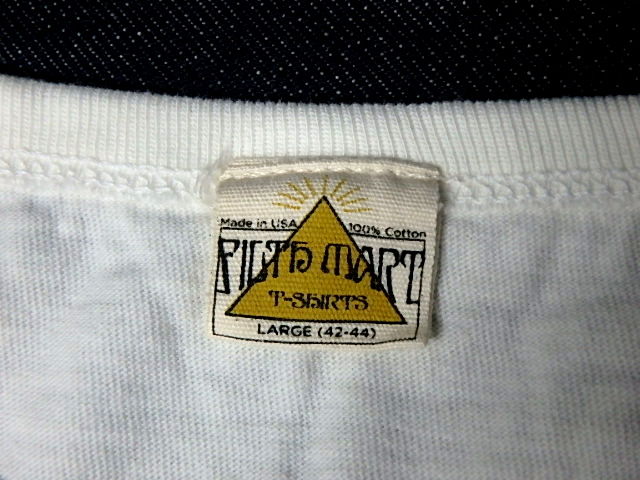 Made in USA 100% Cotton
FILTH MART
T-SHIRTS
LARGE (42-44)